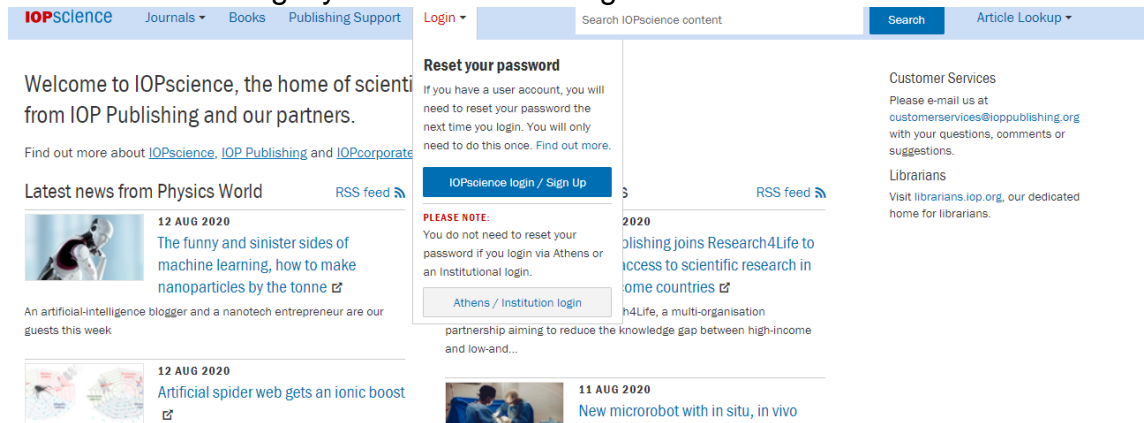 IOPSCIENCE Journals Books Publishing Support Login Search IOPscience content Search Article Lookup
Welcome to IOPscience, the home of scienti
from IOP Publishing and our partners.
Find out more about IOPscience, IOP Publishing and IOPcorporate
Latest news from Physics World RSS feed
12 AUG 2020
The funny and sinister sides of
machine learning, how to make
nanoparticles by the tonne
An artificial-intelligence blogger and a nanotech entrepreneur are our
guests this week
12 AUG 2020
Artificial spider web gets an ionic boost
Reset your password
If you have a user account, you will
need to reset your password the
next time you login. You will only
need to do this once. Find out more.
IOPscience login / Sign Up
PLEASE NOTE:
You do not need to reset your
password if you login via Athens or
an Institutional login.
Athens / Institution login
s RSS feed
2020
blishing joins Research4Life to
access to scientific research in
ome countries
h4Life, a multi-organisation
partnership aiming to reduce the knowledge gap between high-income
and low-and...
11 AUG 2020
New microrobot with in situ, in vivo
Customer Services
Please e-mail us at
customerservices@ioppublishing.org
with your questions, comments or
suggestions.
Librarians
Visit librarians.iop.org, our dedicated
home for librarians.